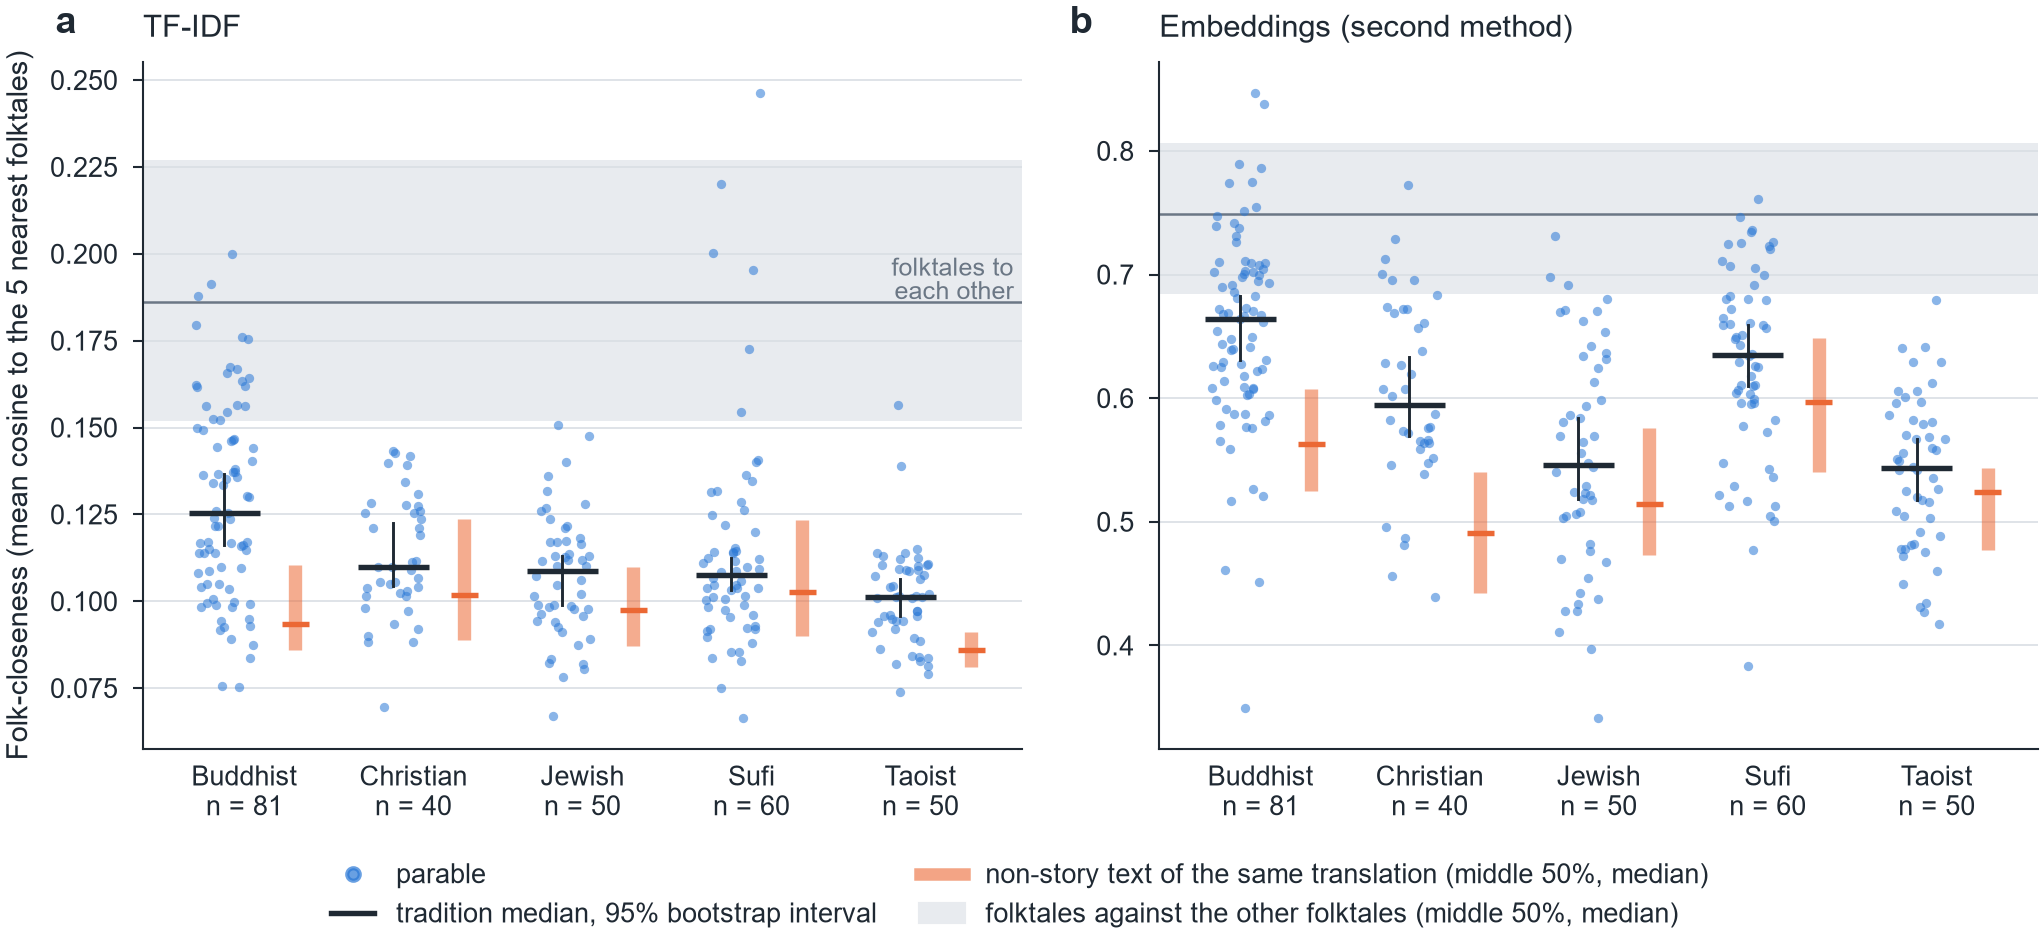 a
TF-IDF
Folk-closeness (mean cosine to the 5 nearest folktales)
0.250
0.225
0.200
0.175
0.150
0.125
0.100
0.075
folktales to
each other
Buddhist
n = 81
Christian
n = 40
Jewish
n = 50
Sufi
n = 60
Taoist
n = 50
b
Embeddings (second method)
0.8
0.7
0.6
0.5
0.4
Buddhist
n = 81
Christian
n = 40
Jewish
n = 50
Sufi
n = 60
Taoist
n = 50
parable
tradition median, 95% bootstrap interval
non-story text of the same translation (middle 50%, median)
folktales against the other folktales (middle 50%, median)